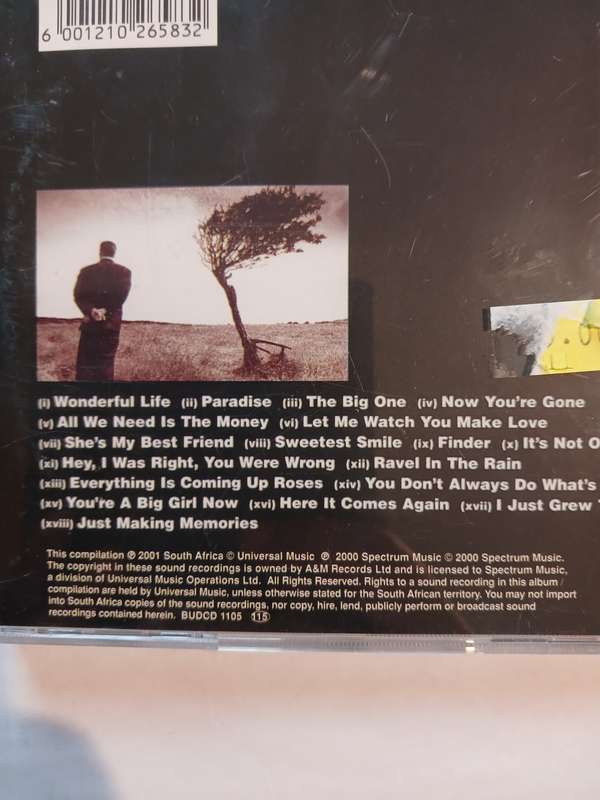 6 001210 265832
(i) Wonderful Life (ii) Paradise (iii) The Big One (iv) Now You're Gone
(v) All We Need Is The Money (vi) Let Me Watch You Make Love
(vii) She's My Best Friend (viii) Sweetest Smile (ix) Finder (x) It's Not O
(xi) Hey, I Was Right, You Were Wrong (xii) Ravel In The Rain
(xiii) Everything Is Coming Up Roses (xiv) You Don't Always Do What's
(xv) You're A Big Girl Now (xvi) Here It Comes Again (xvii) I Just Grew
(xviii) Just Making Memories
This compilation ℗ 2001 South Africa © Universal Music ℗ 2000 Spectrum Music © 2000 Spectrum Music.
The copyright in these sound recordings is owned by A&M Records Ltd and is licensed to Spectrum Music,
a division of Universal Music Operations Ltd. All Rights Reserved. Rights to a sound recording in this album /
compilation are held by Universal Music, unless otherwise stated for the South African territory. You may not import
into South Africa copies of the sound recordings, nor copy, hire, lend, publicly perform or broadcast sound
recordings contained herein. BUDCD 1105 115